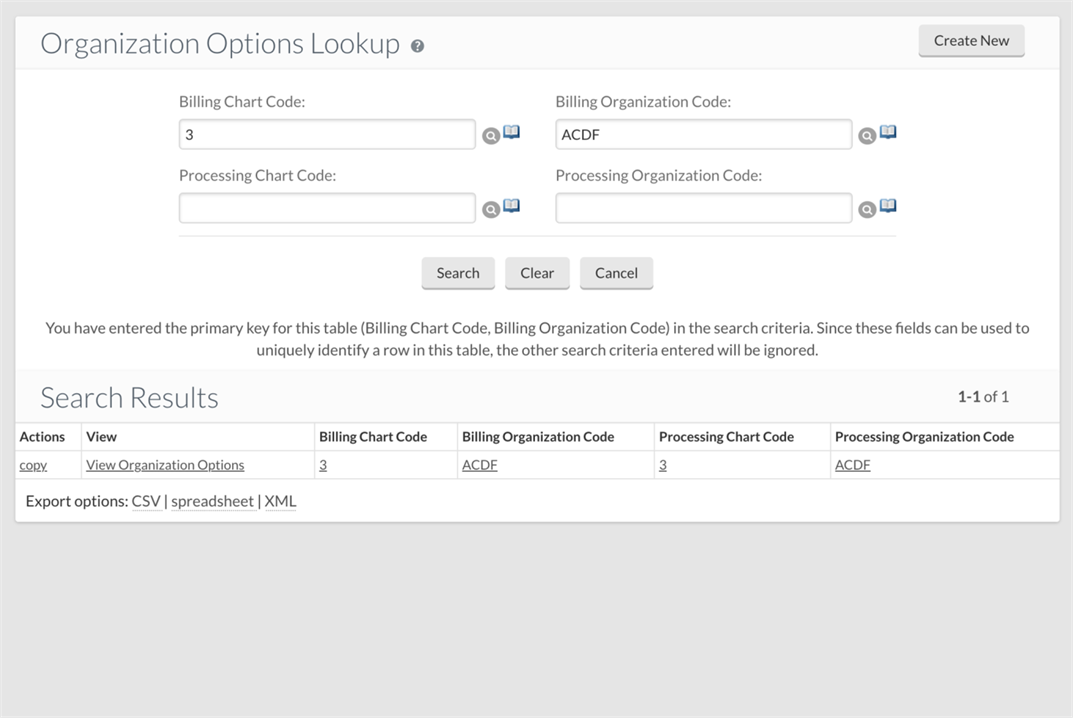 Organization Options Lookup ?
Create New
Billing Chart Code: Billing Organization Code:
3 ACDF
Processing Chart Code: Processing Organization Code:
Search Clear Cancel
You have entered the primary key for this table (Billing Chart Code, Billing Organization Code) in the search criteria. Since these fields can be used to
uniquely identify a row in this table, the other search criteria entered will be ignored.
Search Results 1-1 of 1
Actions View Billing Chart Code Billing Organization Code Processing Chart Code Processing Organization Code
copy View Organization Options 3 ACDF 3 ACDF
Export options: CSV | spreadsheet | XML